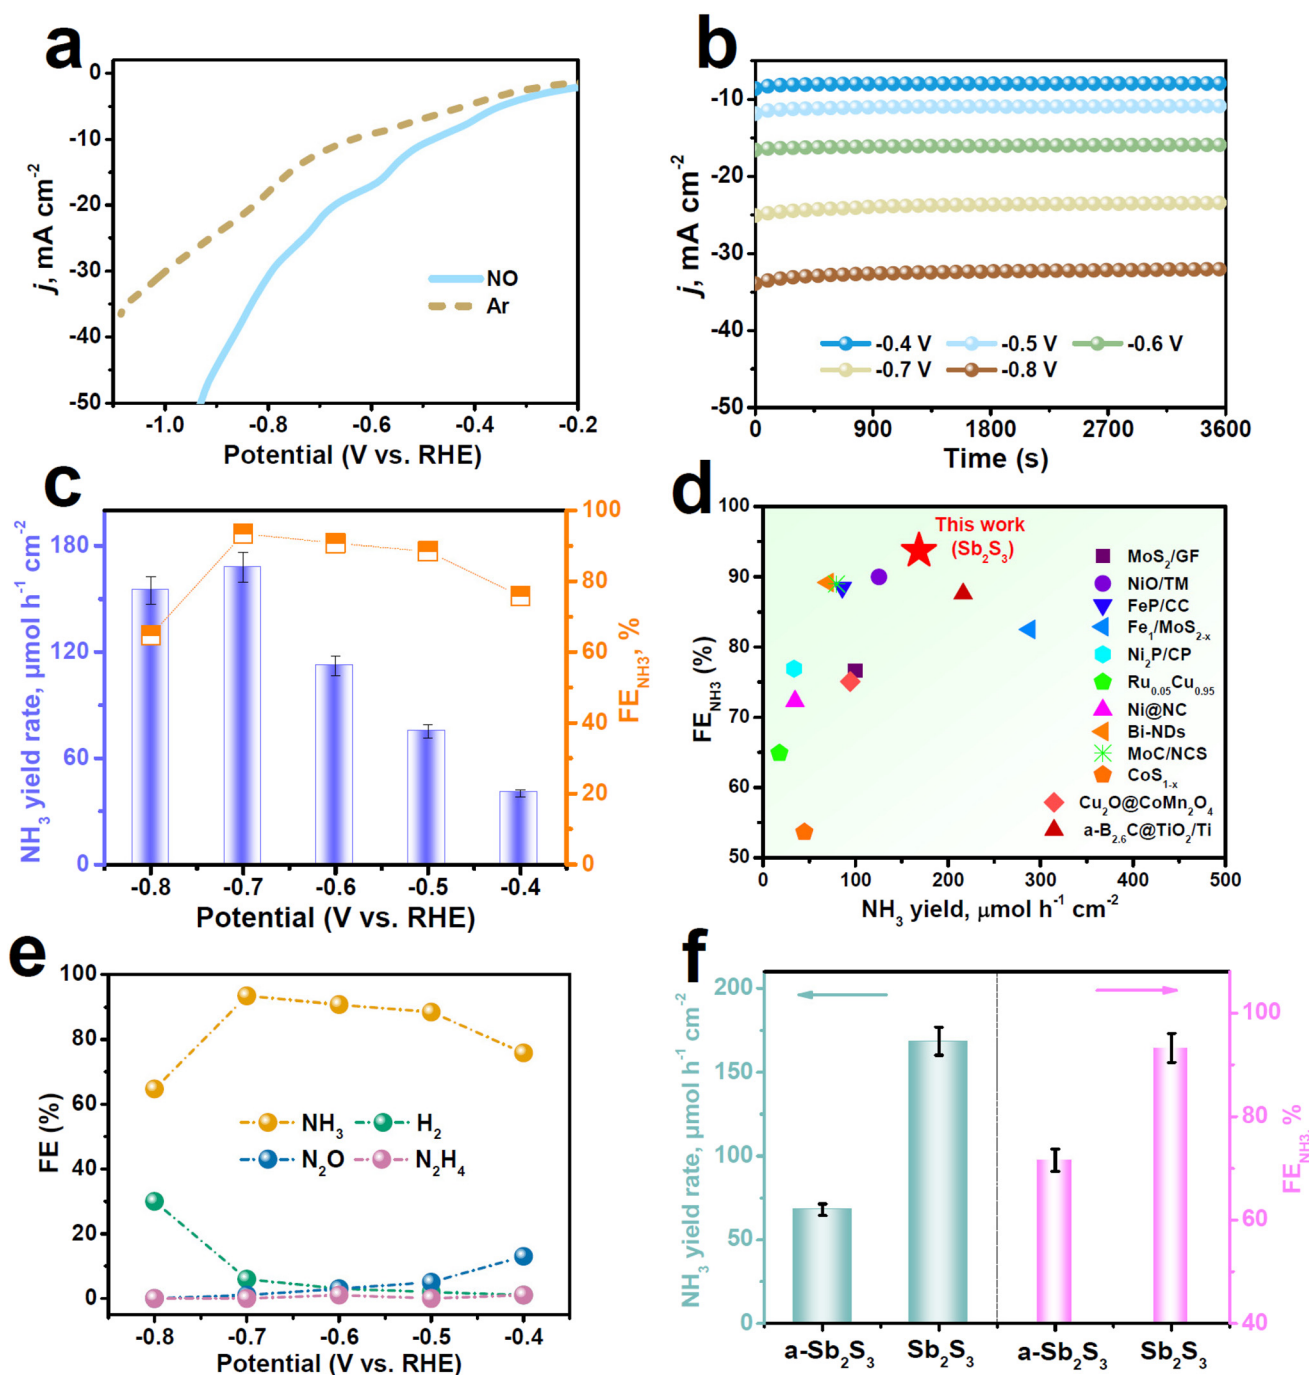 a
0
-10
-20
-30
-40
-50
j, mA cm⁻²
NO
Ar
-1.0 -0.8 -0.6 -0.4 -0.2
Potential (V vs. RHE)
b
-10
-20
-30
-40
-50
j, mA cm⁻²
-0.4 V -0.5 V -0.6 V
-0.7 V -0.8 V
0 900 1800 2700 3600
Time (s)
c
180
120
60
0
NH₃ yield rate, μmol h⁻¹ cm⁻²
100
80
60
40
20
0
FE_NH3, %
-0.8 -0.7 -0.6 -0.5 -0.4
Potential (V vs. RHE)
d
100
90
80
70
60
50
FE_NH3 (%)
This work
(Sb₂S₃)
MoS₂/GF
NiO/TM
FeP/CC
Fe₁/MoS₂₋ₓ
Ni₂P/CP
Ru₀.₀₅Cu₀.₉₅
Ni@NC
Bi-NDs
MoC/NCS
CoS₁₋ₓ
Cu₂O@CoMn₂O₄
a-B₂.₆C@TiO₂/Ti
0 100 200 300 400 500
NH₃ yield, μmol h⁻¹ cm⁻²
e
100
80
60
40
20
0
FE (%)
NH₃ H₂
N₂O N₂H₄
-0.8 -0.7 -0.6 -0.5 -0.4
Potential (V vs. RHE)
f
200
150
100
50
0
NH₃ yield rate, μmol h⁻¹ cm⁻²
100
80
60
40
FE_NH3, %
a-Sb₂S₃ Sb₂S₃ a-Sb₂S₃ Sb₂S₃